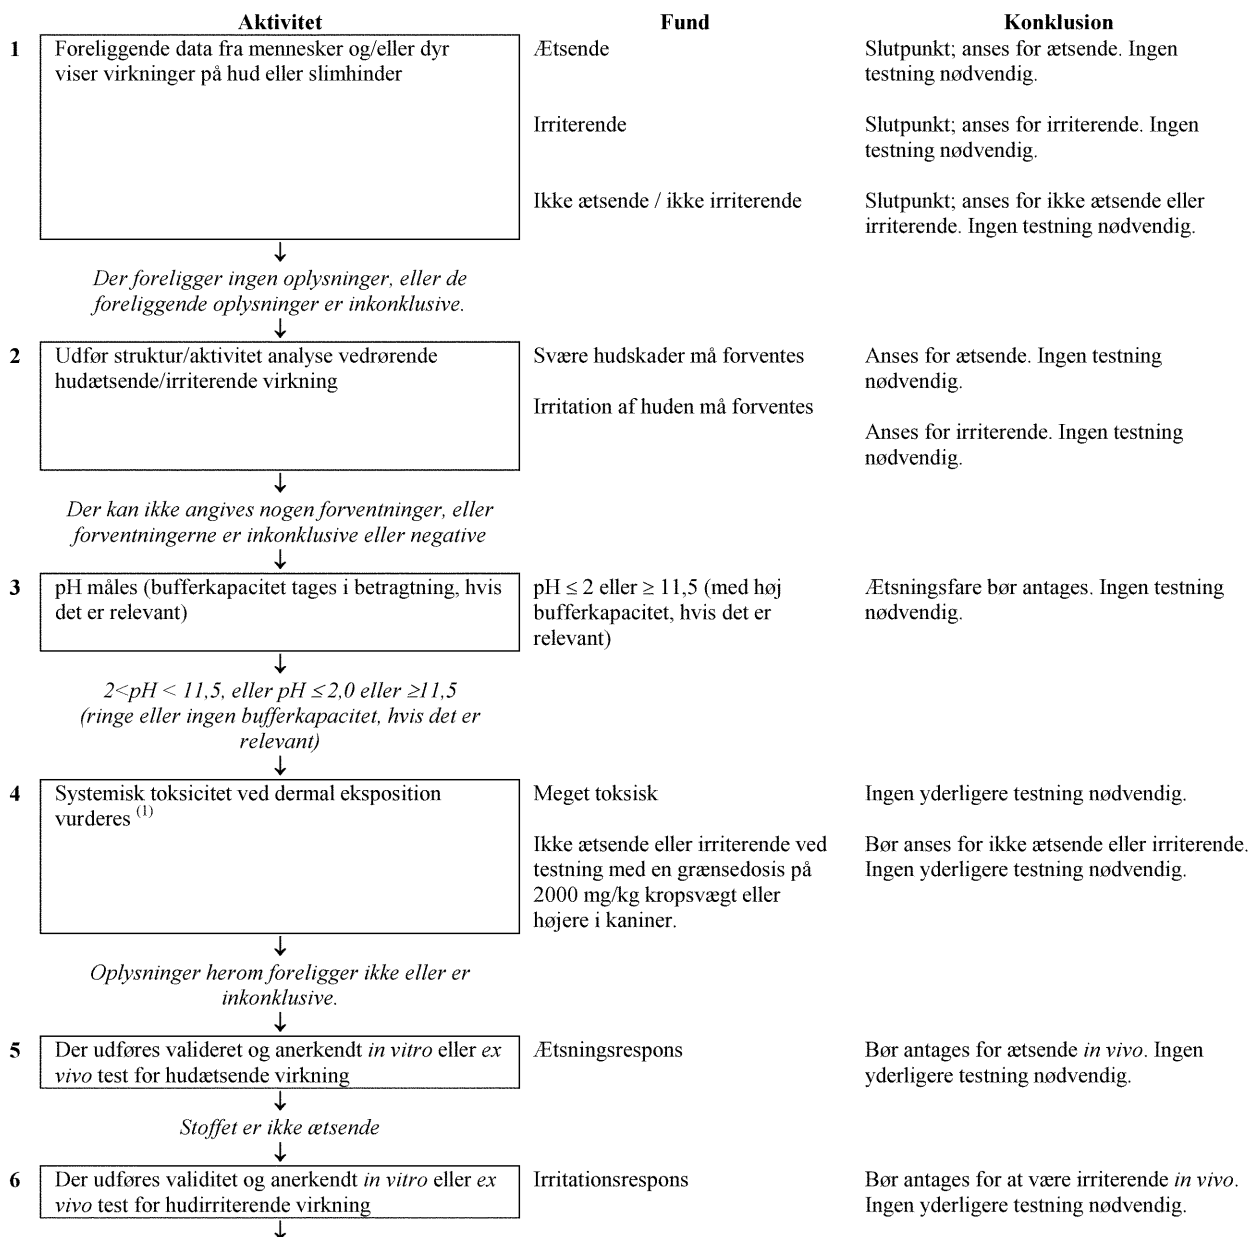 Aktivitet Fund Konklusion
1 Foreliggende data fra mennesker og/eller dyr Ætsende Slutpunkt; anses for ætsende. Ingen
viser virkninger på hud eller slimhinder testning nødvendig.
Irriterende Slutpunkt; anses for irriterende. Ingen
testning nødvendig.
Ikke ætsende / ikke irriterende Slutpunkt; anses for ikke ætsende eller
irriterende. Ingen testning nødvendig.
↓
Der foreligger ingen oplysninger, eller de
foreliggende oplysninger er inkonklusive.
↓
2 Udfør struktur/aktivitet analyse vedrørende Svære hudskader må forventes Anses for ætsende. Ingen testning
hudætsende/irriterende virkning nødvendig.
Irritation af huden må forventes
Anses for irriterende. Ingen testning
nødvendig.
↓
Der kan ikke angives nogen forventninger, eller
forventningerne er inkonklusive eller negative
↓
3 pH måles (bufferkapacitet tages i betragtning, hvis pH ≤ 2 eller ≥ 11,5 (med høj Ætsningsfare bør antages. Ingen testning
det er relevant) bufferkapacitet, hvis det er nødvendig.
relevant)
↓
2<pH < 11,5, eller pH ≤ 2,0 eller ≥11,5
(ringe eller ingen bufferkapacitet, hvis det er
relevant)
↓
4 Systemisk toksicitet ved dermal eksposition Meget toksisk Ingen yderligere testning nødvendig.
vurderes (1)
Ikke ætsende eller irriterende ved Bør anses for ikke ætsende eller irriterende.
testning med en grænsedosis på Ingen yderligere testning nødvendig.
2000 mg/kg kropsvægt eller
højere i kaniner.
↓
Oplysninger herom foreligger ikke eller er
inkonklusive.
↓
5 Der udføres valideret og anerkendt in vitro eller ex Ætsningsrespons Bør antages for ætsende in vivo. Ingen
vivo test for hudætsende virkning yderligere testning nødvendig.
↓
Stoffet er ikke ætsende
↓
6 Der udføres validitet og anerkendt in vitro eller ex Irritationsrespons Bør antages for at være irriterende in vivo.
vivo test for hudirriterende virkning Ingen yderligere testning nødvendig.
↓